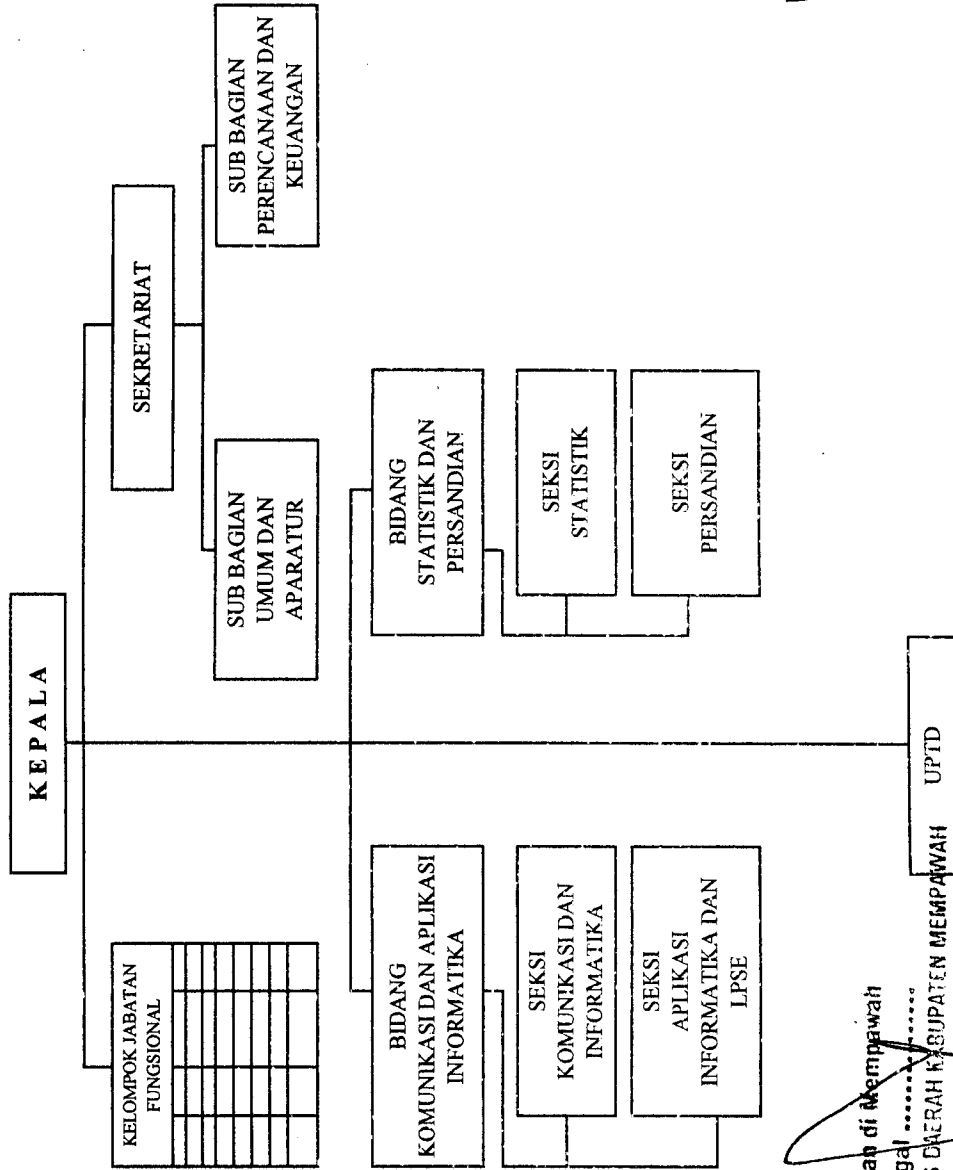 KEPALA
KELOMPOK JABATAN
FUNGSIONAL
SEKRETARIAT
SUB BAGIAN
UMUM DAN
APARATUR
SUB BAGIAN
PERENCANAAN DAN
KEUANGAN
BIDANG
KOMUNIKASI DAN APLIKASI
INFORMATIKA
SEKSI
KOMUNIKASI DAN
INFORMATIKA
SEKSI
APLIKASI
INFORMATIKA DAN
LPSE
BIDANG
STATISTIK DAN
PERSANDIAN
SEKSI
STATISTIK
SEKSI
PERSANDIAN
UPTD
an di Mempawah
gal ............
S DAERAH KABUPATEN MEMPAWAH